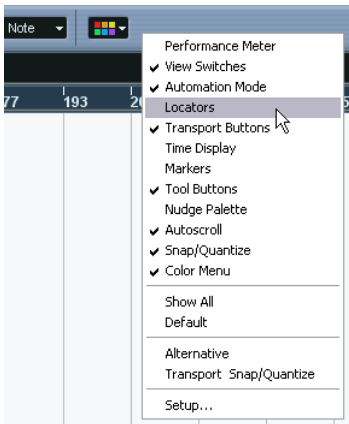 Note
77
193
Performance Meter
View Switches
Automation Mode
Locators
Transport Buttons
Time Display
Markers
Tool Buttons
Nudge Palette
Autoscroll
Snap/Quantize
Color Menu
Show All
Default
Alternative
Transport Snap/Quantize
Setup...